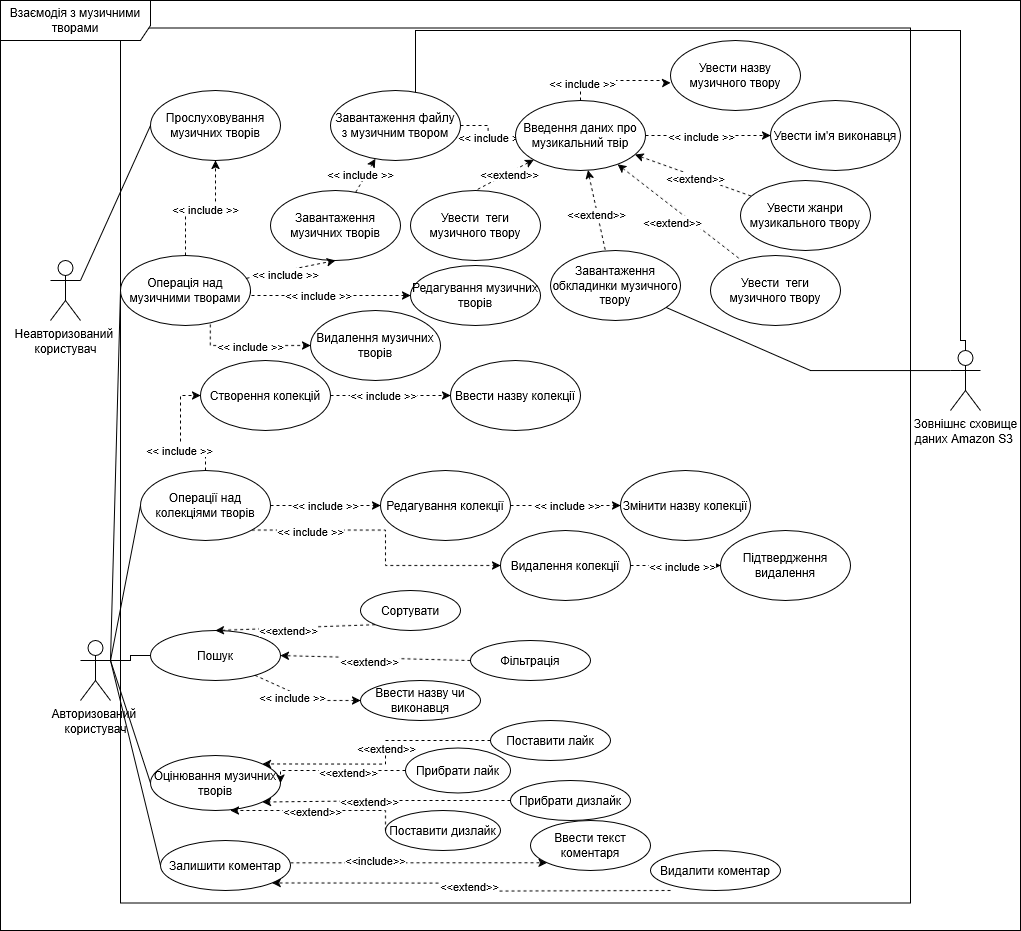 Взаємодія з музичними
творами
Увести назву
музичного твору
<< include >>
Прослуховування
музичних творів
Завантаження файлу
з музичним твором
<< include >
Введення даних про
музикальний твір
<< include >>
Увести ім'я виконавця
<< include >>
<<extend>>
<<extend>>
<< include >>
Завантаження
музичних творів
Увести  теги
музичного твору
<<extend>>
<<extend>>
Увести жанри
музикального твору
<< include >>
Операція над
музичними творами
<< include >>
Редагування музичних
творів
Завантаження
обкладинки музичного
твору
Увести  теги
музичного твору
Неавторизований
користувач
<< include >>
Видалення музичних
творів
Створення колекцій
<< include >>
Ввести назву колекції
Зовнішнє сховище
даних Amazon S3
<< include >>
Операції над
колекціями творів
<< include >>
Редагування колекції
<< include >>
Змінити назву колекції
<< include >>
Видалення колекції
<< include >>
Підтвердження
видалення
Сортувати
<<extend>>
Пошук
<<extend>>
Фільтрація
<< include >>
Ввести назву чи
виконавця
Авторизований
користувач
Поставити лайк
<<extend>>
Оцінювання музичних
творів
<<extend>>
Прибрати лайк
<<extend>>
Прибрати дизлайк
<<extend>>
Поставити дизлайк
Ввести текст
коментаря
Залишити коментар
<<include>>
Видалити коментар
<<extend>>